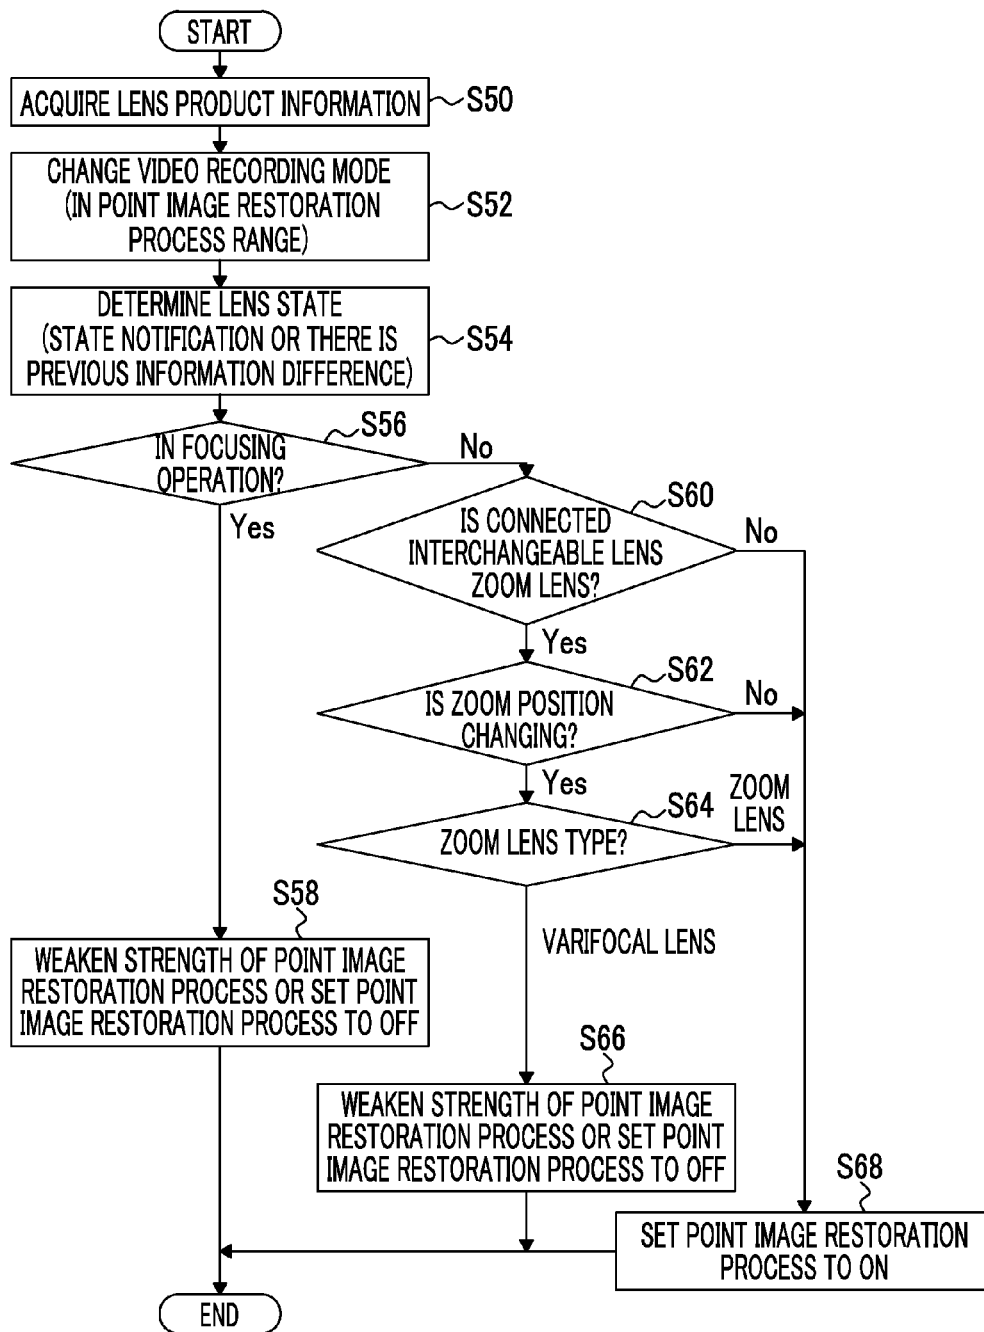 START
ACQUIRE LENS PRODUCT INFORMATION
S50
CHANGE VIDEO RECORDING MODE
(IN POINT IMAGE RESTORATION
PROCESS RANGE)
S52
DETERMINE LENS STATE
(STATE NOTIFICATION OR THERE IS
PREVIOUS INFORMATION DIFFERENCE)
S54
IN FOCUSING
OPERATION?
S56
No
Yes
IS CONNECTED
INTERCHANGEABLE LENS
ZOOM LENS?
S60
No
Yes
IS ZOOM POSITION
CHANGING?
S62
No
Yes
ZOOM LENS TYPE?
S64
ZOOM
LENS
VARIFOCAL LENS
S58
WEAKEN STRENGTH OF POINT IMAGE
RESTORATION PROCESS OR SET POINT
IMAGE RESTORATION PROCESS TO OFF
S66
WEAKEN STRENGTH OF POINT IMAGE
RESTORATION PROCESS OR SET POINT
IMAGE RESTORATION PROCESS TO OFF
S68
SET POINT IMAGE RESTORATION
PROCESS TO ON
END